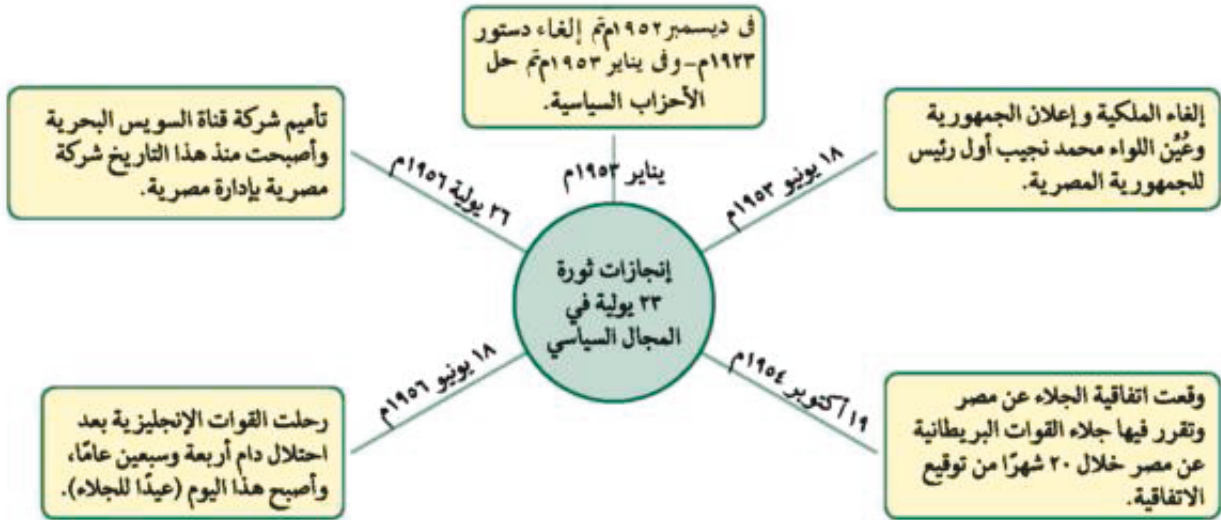 فى ديسمبر ١٩٥٢م تم إلغاء دستور
١٩٢٣م - وفى يناير ١٩٥٣م تم حل
الأحزاب السياسية.
يناير ١٩٥٣م
إلغاء الملكية وإعلان الجمهورية
وعُيِّن اللواء محمد نجيب أول رئيس
للجمهورية المصرية.
١٨ يونيو ١٩٥٣م
تأميم شركة قناة السويس البحرية
وأصبحت منذ هذا التاريخ شركة
مصرية بإدارة مصرية.
٢٦ يولية ١٩٥٦م
إنجازات ثورة
٢٣ يولية في
المجال السياسي
١٩ أكتوبر ١٩٥٤م
وقعت اتفاقية الجلاء عن مصر
وتقرر فيها جلاء القوات البريطانية
عن مصر خلال ٢٠ شهرًا من توقيع
الاتفاقية.
١٨ يونيو ١٩٥٦م
رحلت القوات الإنجليزية بعد
احتلال دام أربعة وسبعين عامًا،
وأصبح هذا اليوم (عيدًا للجلاء).